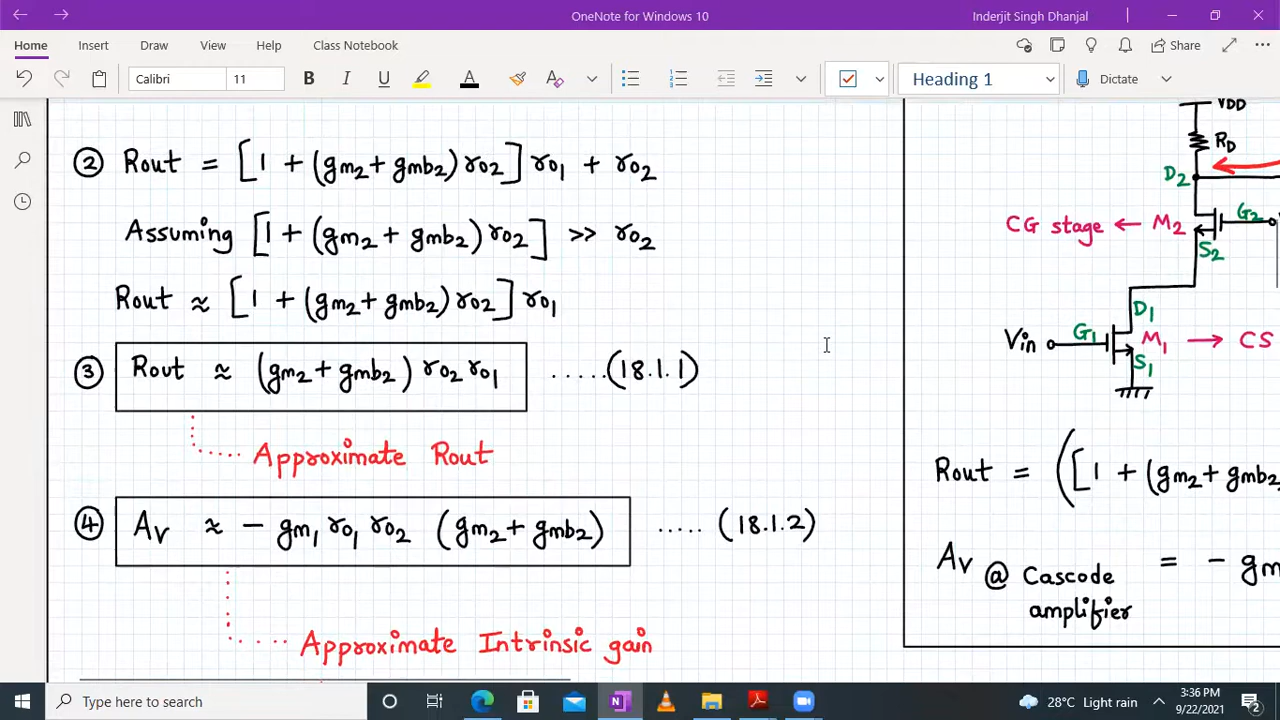 OneNote for Windows 10
Inderjit Singh Dhanjal
Home Insert Draw View Help Class Notebook Share
Calibri 11 B I U A Heading 1 Dictate
② Rout = [1 + (gm2 + gmb2) ro2] ro1 + ro2
Assuming [1 + (gm2 + gmb2) ro2] >> ro2
Rout ≈ [1 + (gm2 + gmb2) ro2] ro1
③ Rout ≈ (gm2 + gmb2) ro2 ro1 .....(18.1.1)
Approximate Rout
④ Av ≈ - gm1 ro1 ro2 (gm2 + gmb2) ..... (18.1.2)
Approximate Intrinsic gain
VDD
RD
D2
CG stage ← M2 G2
S2
D1
Vin G1 M1 → CS
S1
Rout = ([1 + (gm2 + gmb2
Av @ Cascode = - gm
amplifier
Type here to search
28°C Light rain
3:36 PM
9/22/2021
2